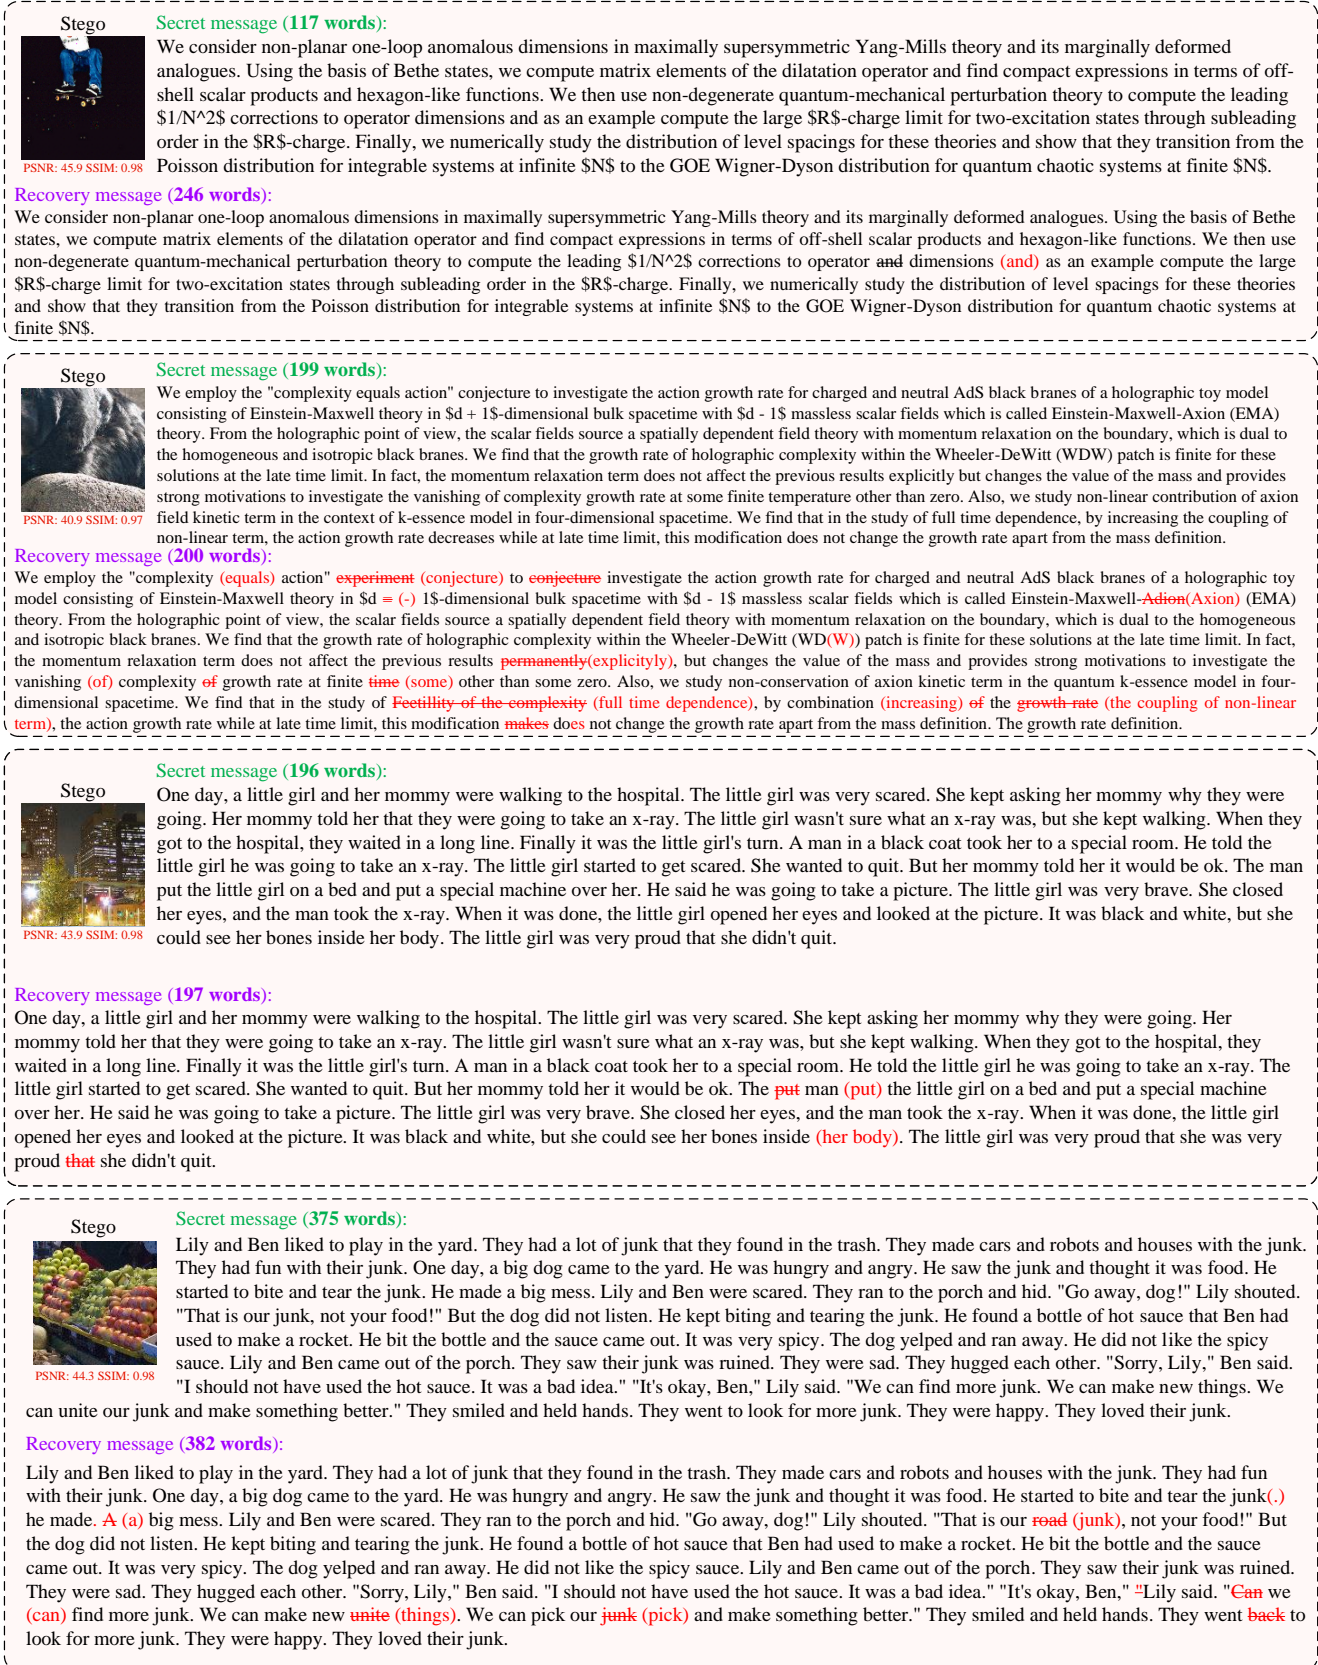 Stego
Secret message (117 words):
We consider non-planar one-loop anomalous dimensions in maximally supersymmetric Yang-Mills theory and its marginally deformed
analogues. Using the basis of Bethe states, we compute matrix elements of the dilatation operator and find compact expressions in terms of off-
shell scalar products and hexagon-like functions. We then use non-degenerate quantum-mechanical perturbation theory to compute the leading
$1/N^2$ corrections to operator dimensions and as an example compute the large $R$-charge limit for two-excitation states through subleading
order in the $R$-charge. Finally, we numerically study the distribution of level spacings for these theories and show that they transition from the
Poisson distribution for integrable systems at infinite $N$ to the GOE Wigner-Dyson distribution for quantum chaotic systems at finite $N$.
PSNR: 45.9 SSIM: 0.98
Recovery message (246 words):
We consider non-planar one-loop anomalous dimensions in maximally supersymmetric Yang-Mills theory and its marginally deformed analogues. Using the basis of Bethe
states, we compute matrix elements of the dilatation operator and find compact expressions in terms of off-shell scalar products and hexagon-like functions. We then use
non-degenerate quantum-mechanical perturbation theory to compute the leading $1/N^2$ corrections to operator and dimensions (and) as an example compute the large
$R$-charge limit for two-excitation states through subleading order in the $R$-charge. Finally, we numerically study the distribution of level spacings for these theories
and show that they transition from the Poisson distribution for integrable systems at infinite $N$ to the GOE Wigner-Dyson distribution for quantum chaotic systems at
finite $N$.
Stego
Secret message (199 words):
We employ the "complexity equals action" conjecture to investigate the action growth rate for charged and neutral AdS black branes of a holographic toy model
consisting of Einstein-Maxwell theory in $d + 1$-dimensional bulk spacetime with $d - 1$ massless scalar fields which is called Einstein-Maxwell-Axion (EMA)
theory. From the holographic point of view, the scalar fields source a spatially dependent field theory with momentum relaxation on the boundary, which is dual to
the homogeneous and isotropic black branes. We find that the growth rate of holographic complexity within the Wheeler-DeWitt (WDW) patch is finite for these
solutions at the late time limit. In fact, the momentum relaxation term does not affect the previous results explicitly but changes the value of the mass and provides
strong motivations to investigate the vanishing of complexity growth rate at some finite temperature other than zero. Also, we study non-linear contribution of axion
field kinetic term in the context of k-essence model in four-dimensional spacetime. We find that in the study of full time dependence, by increasing the coupling of
non-linear term, the action growth rate decreases while at late time limit, this modification does not change the growth rate apart from the mass definition.
PSNR: 40.9 SSIM: 0.97
Recovery message (200 words):
We employ the "complexity (equals) action" experiment (conjecture) to conjecture investigate the action growth rate for charged and neutral AdS black branes of a holographic toy
model consisting of Einstein-Maxwell theory in $d = (-) 1$-dimensional bulk spacetime with $d - 1$ massless scalar fields which is called Einstein-Maxwell-Adion(Axion) (EMA)
theory. From the holographic point of view, the scalar fields source a spatially dependent field theory with momentum relaxation on the boundary, which is dual to the homogeneous
and isotropic black branes. We find that the growth rate of holographic complexity within the Wheeler-DeWitt (WD(W)) patch is finite for these solutions at the late time limit. In fact,
the momentum relaxation term does not affect the previous results permanently(explicityly), but changes the value of the mass and provides strong motivations to investigate the
vanishing (of) complexity of growth rate at finite time (some) other than some zero. Also, we study non-conservation of axion kinetic term in the quantum k-essence model in four-
dimensional spacetime. We find that in the study of Feetillity of the complexity (full time dependence), by combination (increasing) of the growth rate (the coupling of non-linear
term), the action growth rate while at late time limit, this modification makes does not change the growth rate apart from the mass definition. The growth rate definition.
Stego
Secret message (196 words):
One day, a little girl and her mommy were walking to the hospital. The little girl was very scared. She kept asking her mommy why they were
going. Her mommy told her that they were going to take an x-ray. The little girl wasn't sure what an x-ray was, but she kept walking. When they
got to the hospital, they waited in a long line. Finally it was the little girl's turn. A man in a black coat took her to a special room. He told the
little girl he was going to take an x-ray. The little girl started to get scared. She wanted to quit. But her mommy told her it would be ok. The man
put the little girl on a bed and put a special machine over her. He said he was going to take a picture. The little girl was very brave. She closed
her eyes, and the man took the x-ray. When it was done, the little girl opened her eyes and looked at the picture. It was black and white, but she
could see her bones inside her body. The little girl was very proud that she didn't quit.
PSNR: 43.9 SSIM: 0.98
Recovery message (197 words):
One day, a little girl and her mommy were walking to the hospital. The little girl was very scared. She kept asking her mommy why they were going. Her
mommy told her that they were going to take an x-ray. The little girl wasn't sure what an x-ray was, but she kept walking. When they got to the hospital, they
waited in a long line. Finally it was the little girl's turn. A man in a black coat took her to a special room. He told the little girl he was going to take an x-ray. The
little girl started to get scared. She wanted to quit. But her mommy told her it would be ok. The put man (put) the little girl on a bed and put a special machine
over her. He said he was going to take a picture. The little girl was very brave. She closed her eyes, and the man took the x-ray. When it was done, the little girl
opened her eyes and looked at the picture. It was black and white, but she could see her bones inside (her body). The little girl was very proud that she was very
proud that she didn't quit.
Stego
Secret message (375 words):
Lily and Ben liked to play in the yard. They had a lot of junk that they found in the trash. They made cars and robots and houses with the junk.
They had fun with their junk. One day, a big dog came to the yard. He was hungry and angry. He saw the junk and thought it was food. He
started to bite and tear the junk. He made a big mess. Lily and Ben were scared. They ran to the porch and hid. "Go away, dog!" Lily shouted.
"That is our junk, not your food!" But the dog did not listen. He kept biting and tearing the junk. He found a bottle of hot sauce that Ben had
used to make a rocket. He bit the bottle and the sauce came out. It was very spicy. The dog yelped and ran away. He did not like the spicy
sauce. Lily and Ben came out of the porch. They saw their junk was ruined. They were sad. They hugged each other. "Sorry, Lily," Ben said.
"I should not have used the hot sauce. It was a bad idea." "It's okay, Ben," Lily said. "We can find more junk. We can make new things. We
can unite our junk and make something better." They smiled and held hands. They went to look for more junk. They were happy. They loved their junk.
PSNR: 44.3 SSIM: 0.98
Recovery message (382 words):
Lily and Ben liked to play in the yard. They had a lot of junk that they found in the trash. They made cars and robots and houses with the junk. They had fun
with their junk. One day, a big dog came to the yard. He was hungry and angry. He saw the junk and thought it was food. He started to bite and tear the junk(.)
he made. A (a) big mess. Lily and Ben were scared. They ran to the porch and hid. "Go away, dog!" Lily shouted. "That is our road (junk), not your food!" But
the dog did not listen. He kept biting and tearing the junk. He found a bottle of hot sauce that Ben had used to make a rocket. He bit the bottle and the sauce
came out. It was very spicy. The dog yelped and ran away. He did not like the spicy sauce. Lily and Ben came out of the porch. They saw their junk was ruined.
They were sad. They hugged each other. "Sorry, Lily," Ben said. "I should not have used the hot sauce. It was a bad idea." "It's okay, Ben," "Lily said. "Can we
(can) find more junk. We can make new unite (things). We can pick our junk (pick) and make something better." They smiled and held hands. They went back to
look for more junk. They were happy. They loved their junk.